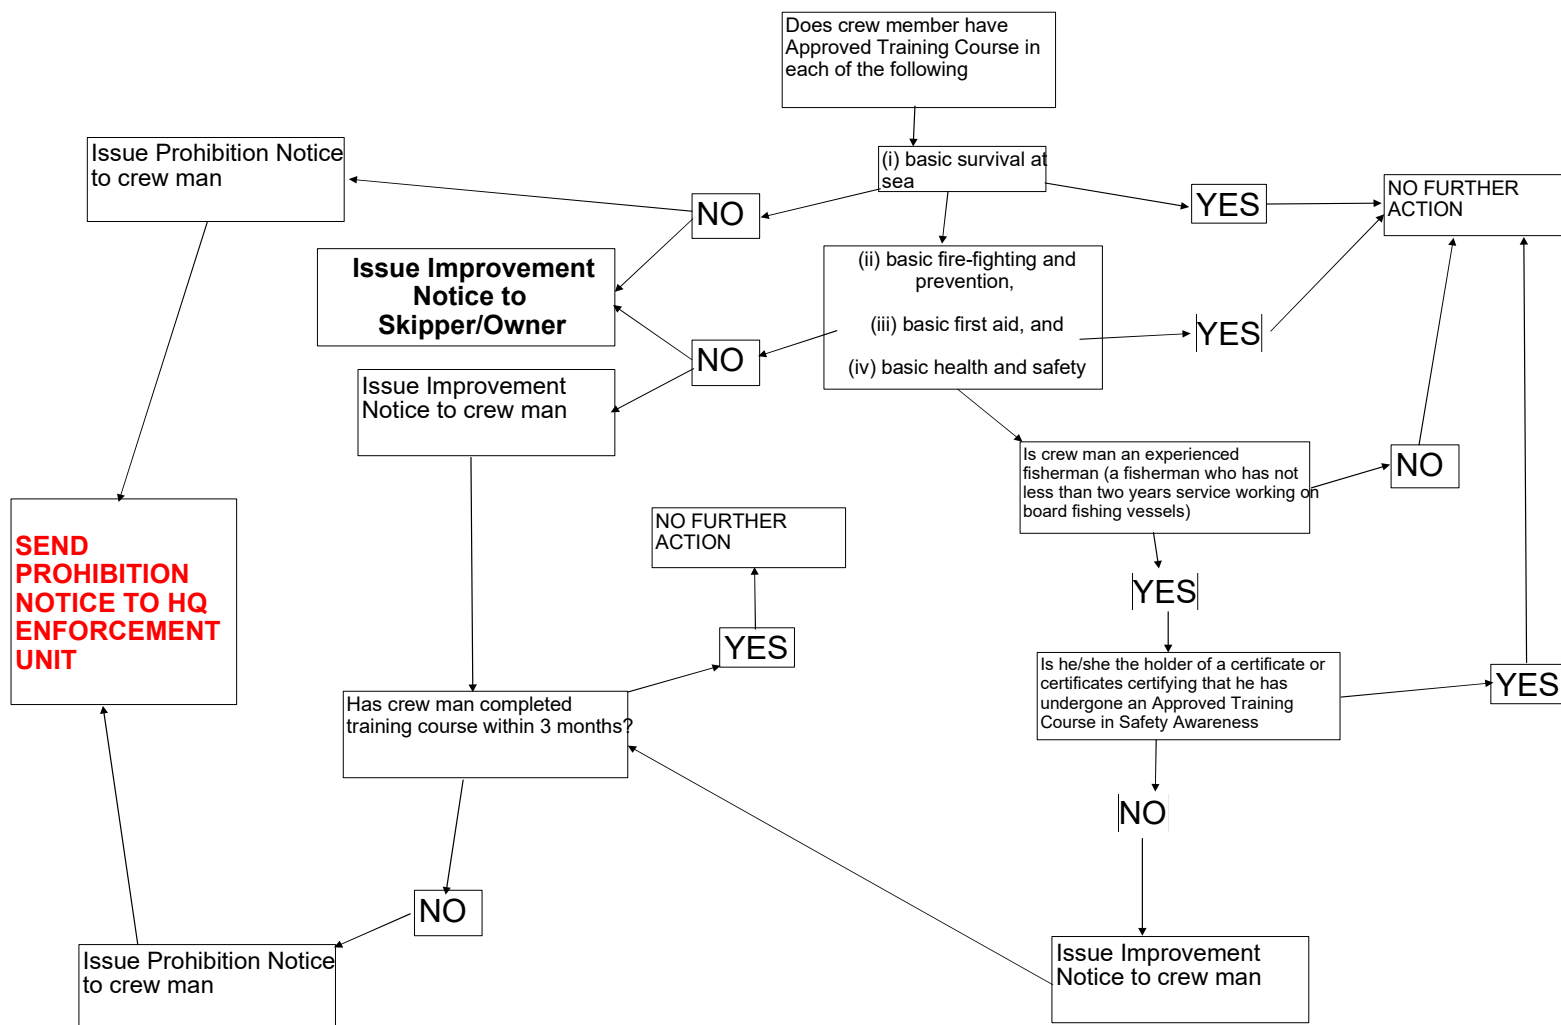 Does crew member have
Approved Training Course in
each of the following
Issue Prohibition Notice
to crew man
(i) basic survival at
sea
NO
YES
NO FURTHER
ACTION
Issue Improvement
Notice to
Skipper/Owner
(ii) basic fire-fighting and
prevention,
(iii) basic first aid, and
(iv) basic health and safety
NO
YES
Issue Improvement
Notice to crew man
Is crew man an experienced
fisherman (a fisherman who has not
less than two years service working on
board fishing vessels)
NO
SEND
PROHIBITION
NOTICE TO HQ
ENFORCEMENT
UNIT
NO FURTHER
ACTION
YES
YES
Is he/she the holder of a certificate or
certificates certifying that he has
undergone an Approved Training
Course in Safety Awareness
YES
Has crew man completed
training course within 3 months?
NO
NO
Issue Prohibition Notice
to crew man
Issue Improvement
Notice to crew man